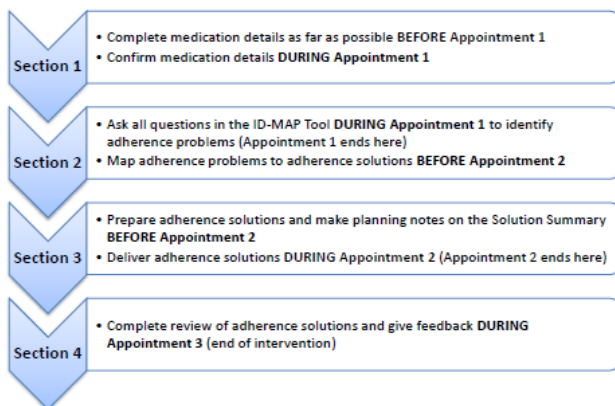 Section 1
• Complete medication details as far as possible BEFORE Appointment 1
• Confirm medication details DURING Appointment 1
Section 2
• Ask all questions in the ID-MAP Tool DURING Appointment 1 to identify
adherence problems (Appointment 1 ends here)
• Map adherence problems to adherence solutions BEFORE Appointment 2
Section 3
• Prepare adherence solutions and make planning notes on the Solution Summary
BEFORE Appointment 2
• Deliver adherence solutions DURING Appointment 2 (Appointment 2 ends here)
Section 4
• Complete review of adherence solutions and give feedback DURING
Appointment 3 (end of intervention)